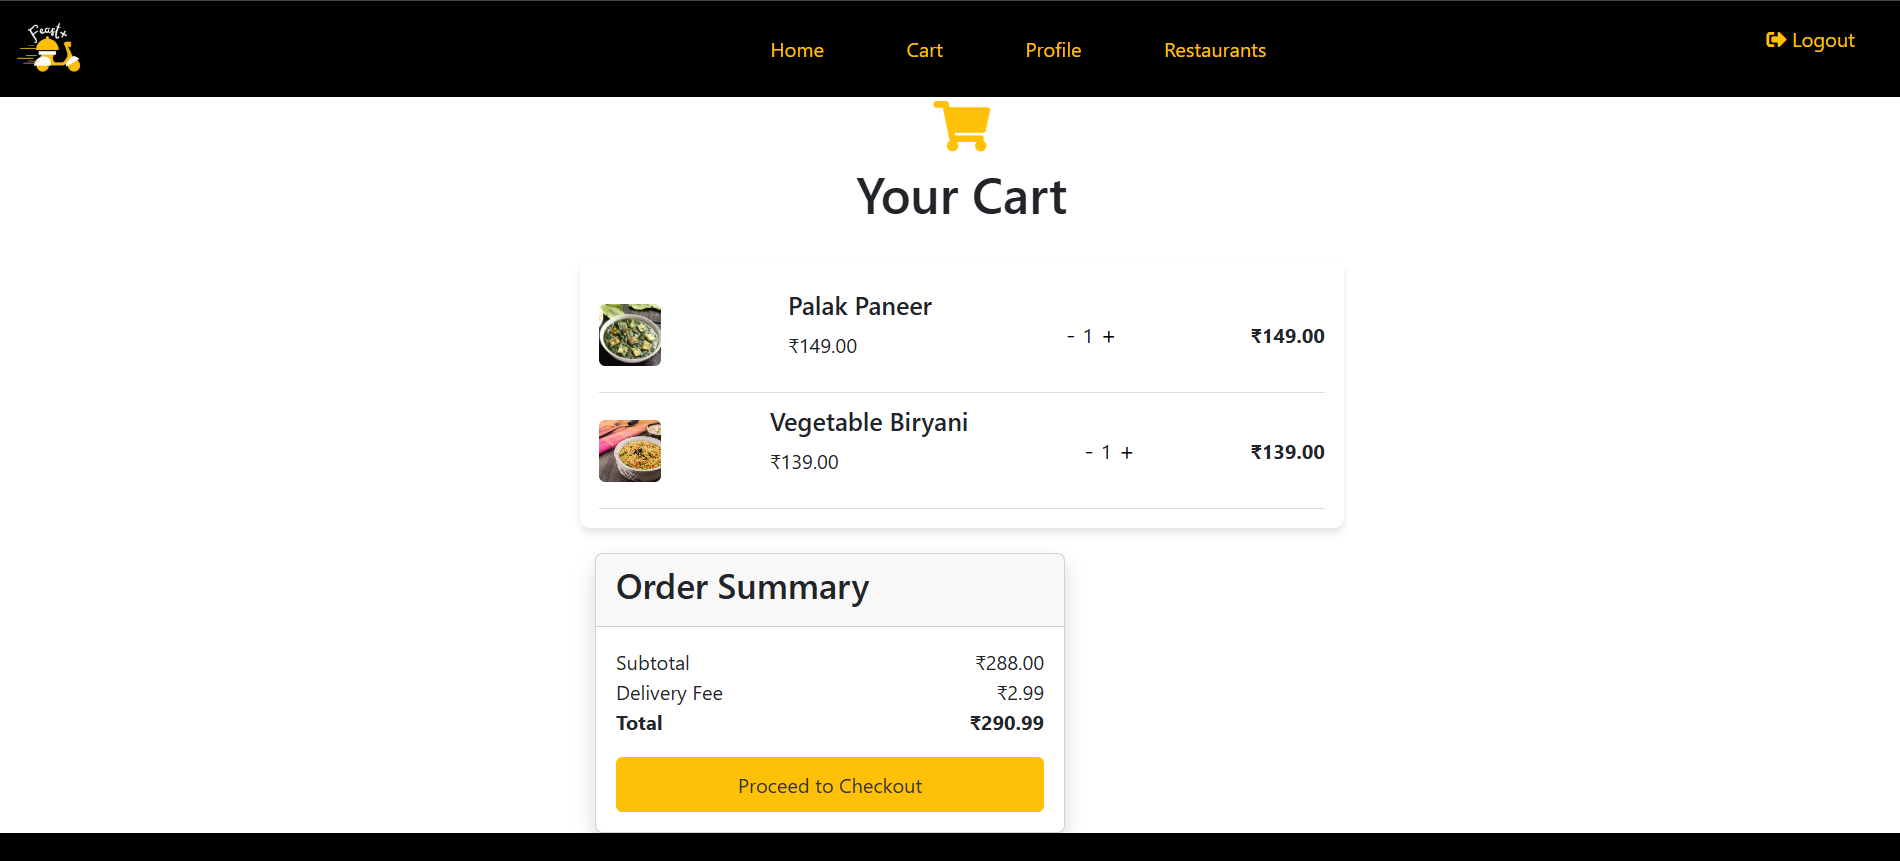 Feastx
Home Cart Profile Restaurants Logout
Your Cart
Palak Paneer
₹149.00
- 1 +
₹149.00
Vegetable Biryani
₹139.00
- 1 +
₹139.00
Order Summary
Subtotal ₹288.00
Delivery Fee ₹2.99
Total ₹290.99
Proceed to Checkout